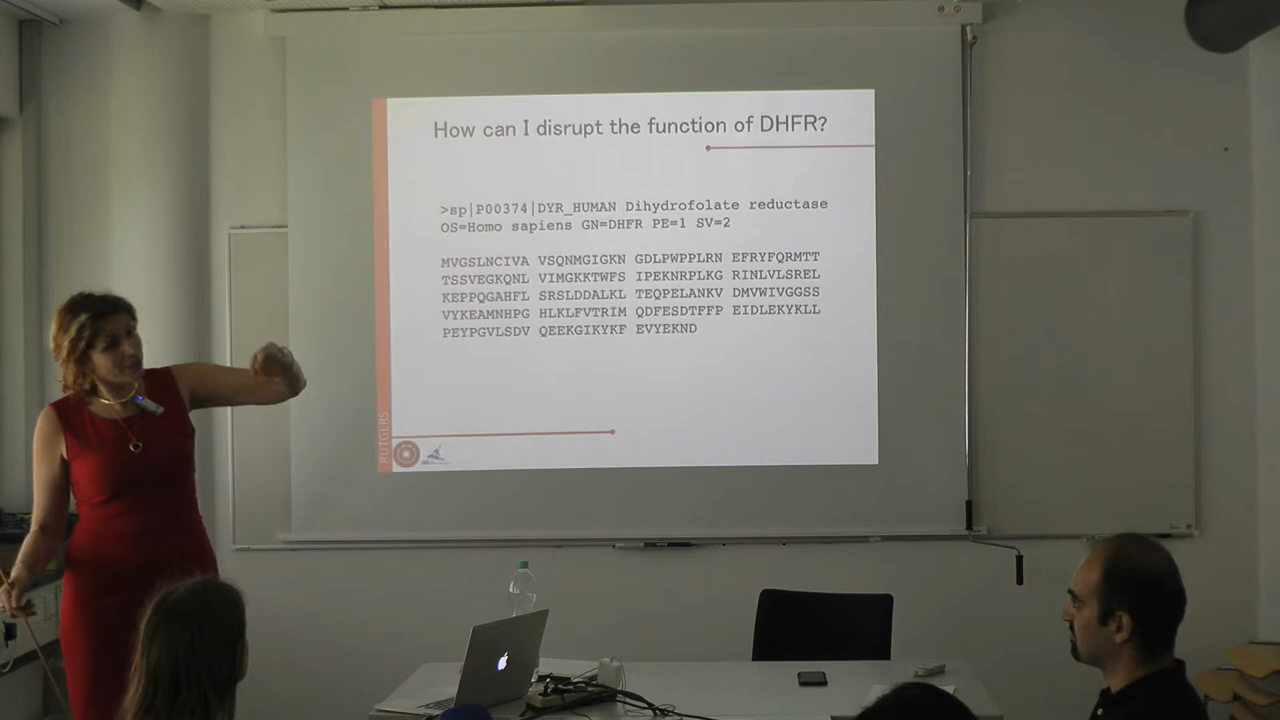 How can I disrupt the function of DHFR?
>sp|P00374|DYR_HUMAN Dihydrofolate reductase
OS=Homo sapiens GN=DHFR PE=1 SV=2
MVGSLNCIVA VSQNMGIGKN GDLPWPPLRN EFRYFQRMTT
TSSVEGKQNL VIMGKKTWFS IPEKNRPLKG RINLVLSREL
KEPPQGAHFL SRSLDDALKL TEQPELANKV DMVWIVGGSS
VYKEAMNHPG HLKLFVTRIM QDFESDTFFP EIDLEKYKLL
PEYPGVLSDV QEEKGIKYKF EVYEKND
RUTGERS